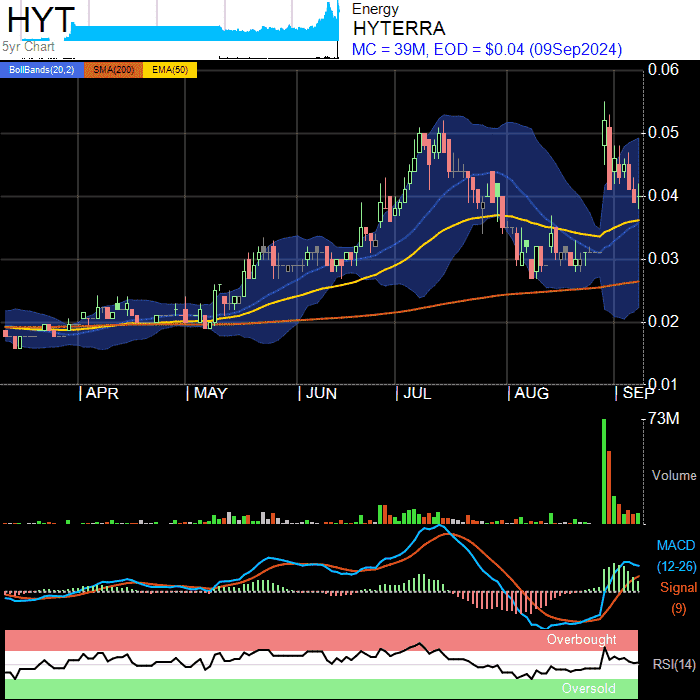 HYT
5yr Chart
Energy
HYTERRA
MC = 39M, EOD = $0.04 (09Sep2024)
BollBands(20,2) SMA(200) EMA(50)
0.06
0.05
0.04
0.03
0.02
0.01
| APR | MAY | JUN | JUL | AUG | SEP
-73M
Volume
MACD
(12-26)
Signal
(9)
Overbought
RSI(14)
Oversold